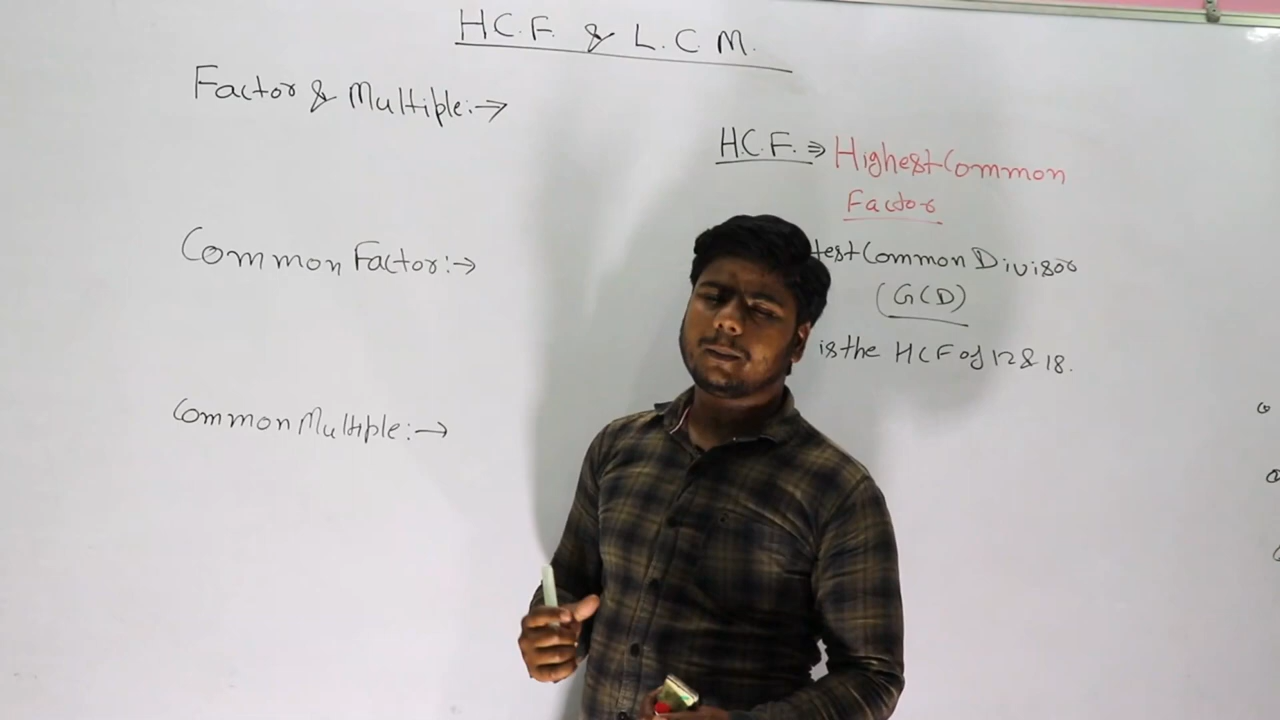 H.C.F. & L.C.M.
Factor & Multiple:→
H.C.F. ⇒ Highest Common
Factor
Common Factor:→
test Common Divisor
(GCD)
is the HCF of 12 & 18.
Common Multiple:→